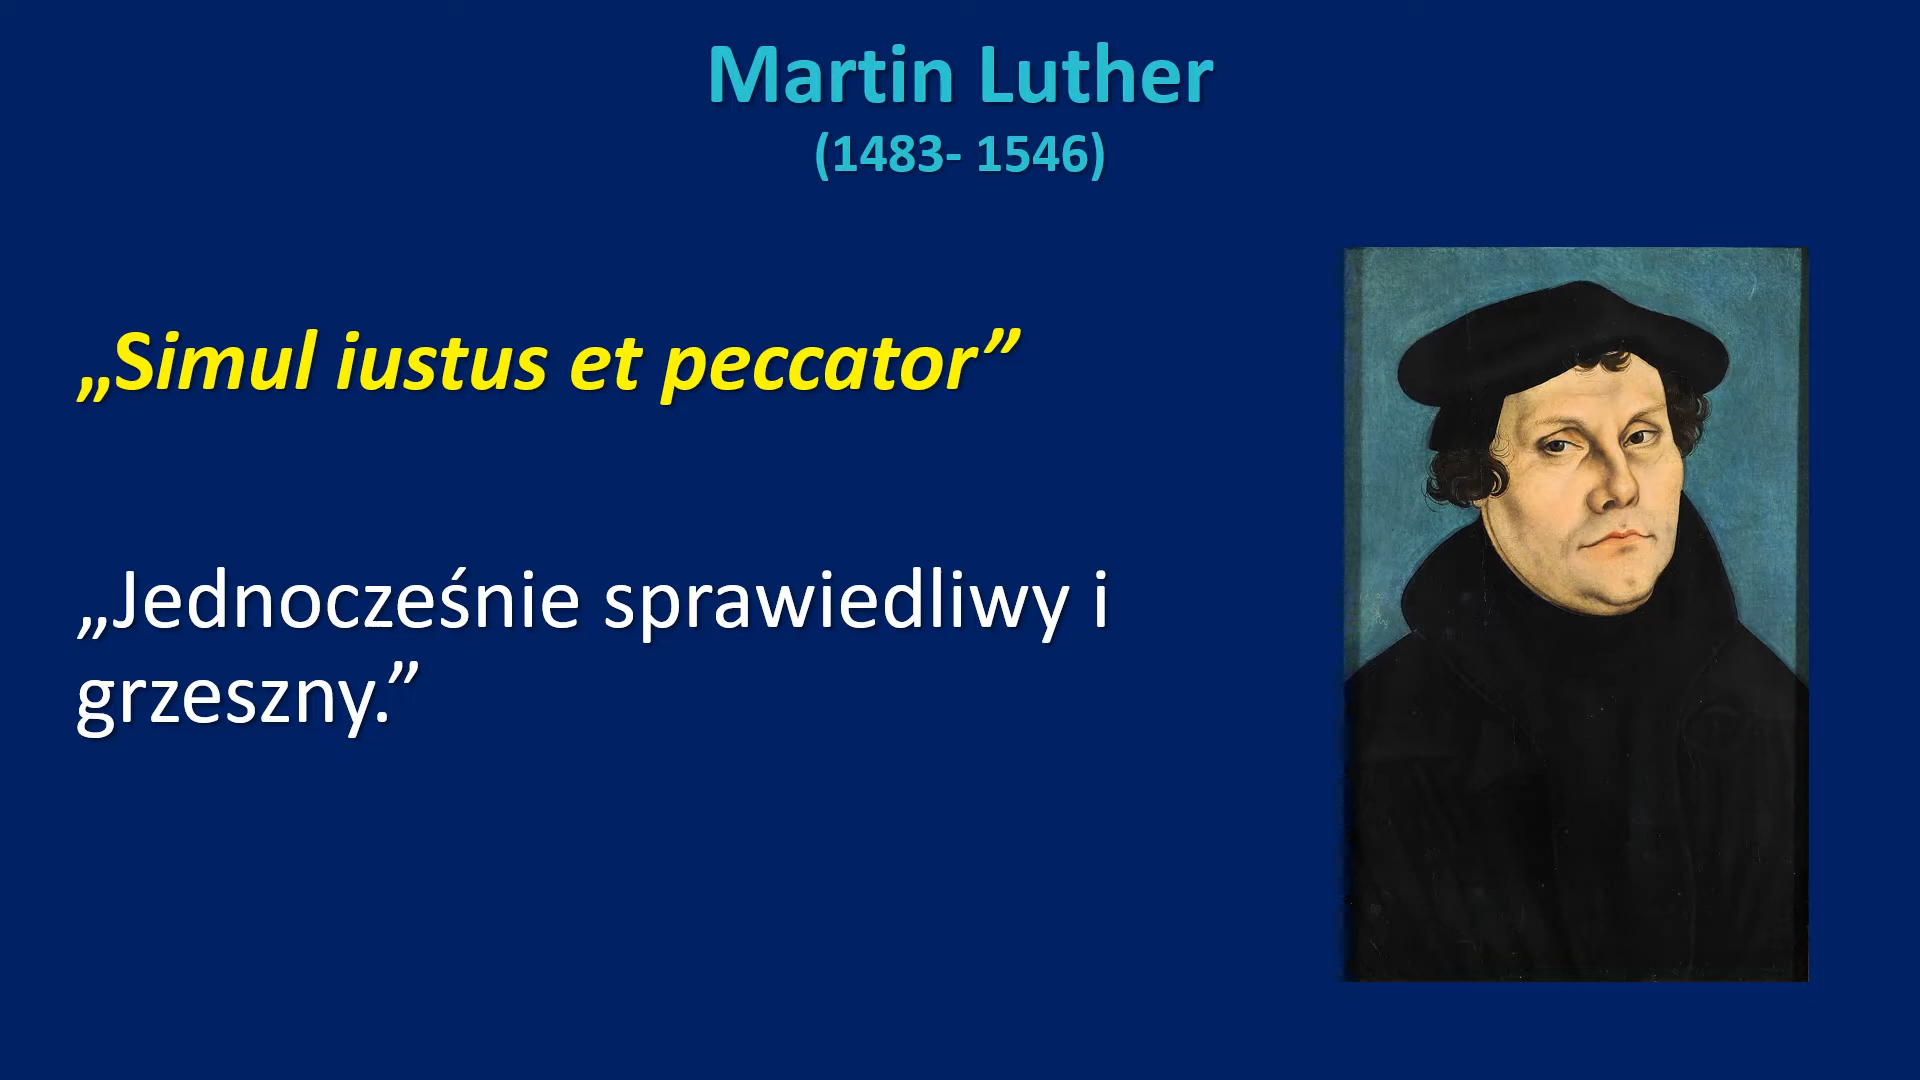 Martin Luther
(1483- 1546)
„Simul iustus et peccator”
„Jednocześnie sprawiedliwy i
grzeszny.”